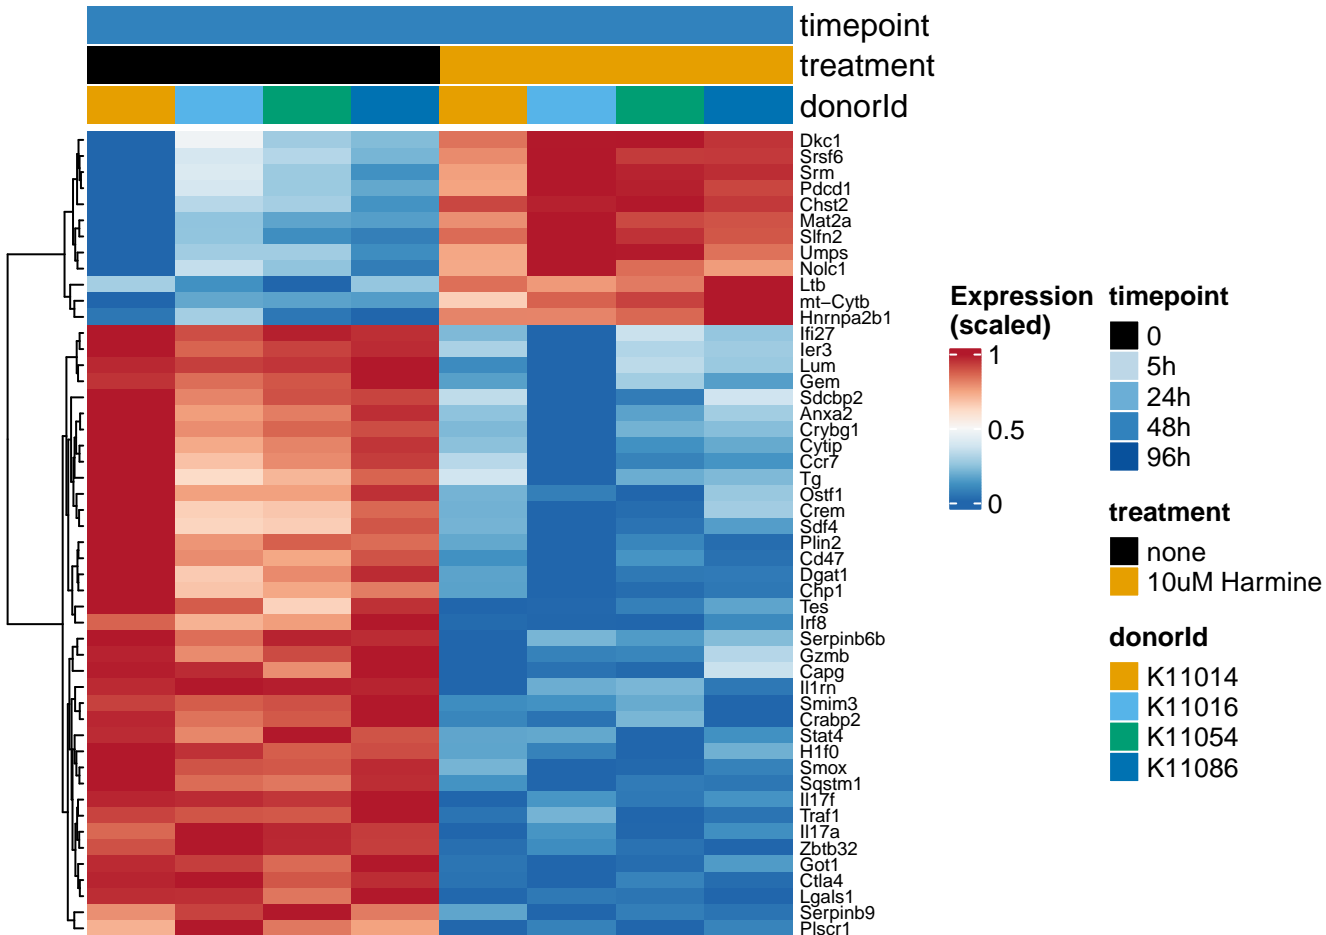 timepoint
treatment
donorId
Dkc1
Srsf6
Srm
Pdcd1
Chst2
Mat2a
Slfn2
Umps
Nolc1
Ltb
mt−Cytb
Hnrnpa2b1
Ifi27
Ier3
Lum
Gem
Sdcbp2
Anxa2
Crybg1
Cytip
Ccr7
Tg
Ostf1
Crem
Sdf4
Plin2
Cd47
Dgat1
Chp1
Tes
Irf8
Serpinb6b
Gzmb
Capg
Il1rn
Smim3
Crabp2
Stat4
H1f0
Smox
Sqstm1
Il17f
Traf1
Il17a
Zbtb32
Got1
Ctla4
Lgals1
Serpinb9
Plscr1
Expression
(scaled)
1
0.5
0
timepoint
0
5h
24h
48h
96h
treatment
none
10uM Harmine
donorId
K11014
K11016
K11054
K11086